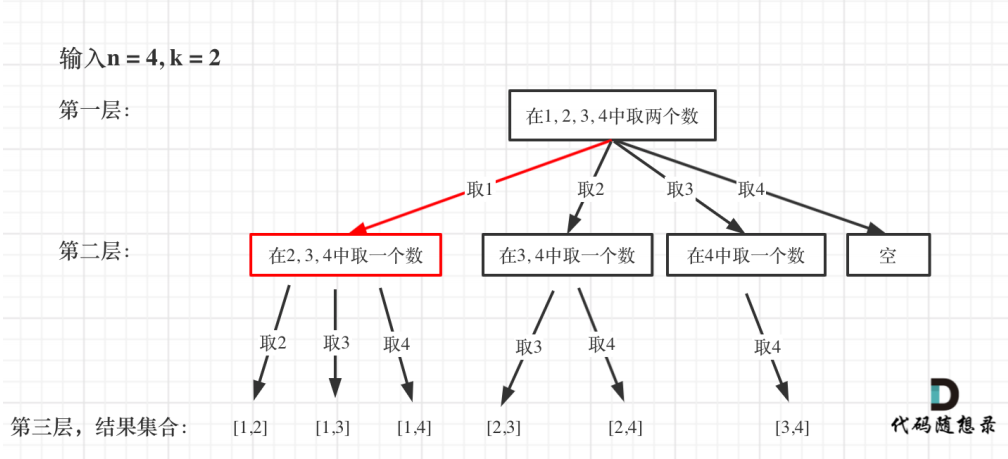 输入n = 4, k = 2
第一层：
在1, 2, 3, 4中取两个数
取1
取2
取3
取4
第二层：
在2, 3, 4中取一个数
在3, 4中取一个数
在4中取一个数
空
取2
取3
取4
取3
取4
取4
第三层，结果集合：
[1,2]
[1,3]
[1,4]
[2,3]
[2,4]
[3,4]
代码随想录